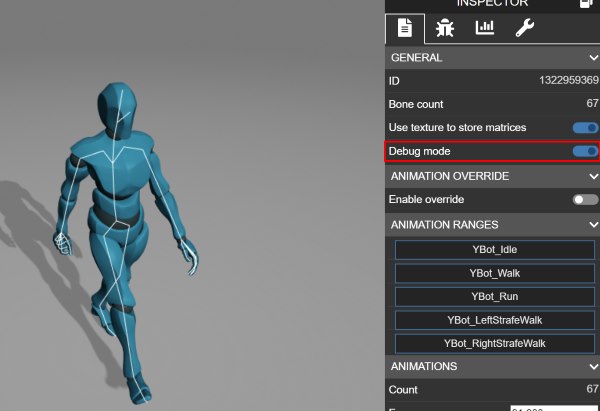 INSPECTOR
GENERAL
ID 1322959369
Bone count 67
Use texture to store matrices
Debug mode
ANIMATION OVERRIDE
Enable override
ANIMATION RANGES
YBot_Idle
YBot_Walk
YBot_Run
YBot_LeftStrafeWalk
YBot_RightStrafeWalk
ANIMATIONS
Count 67